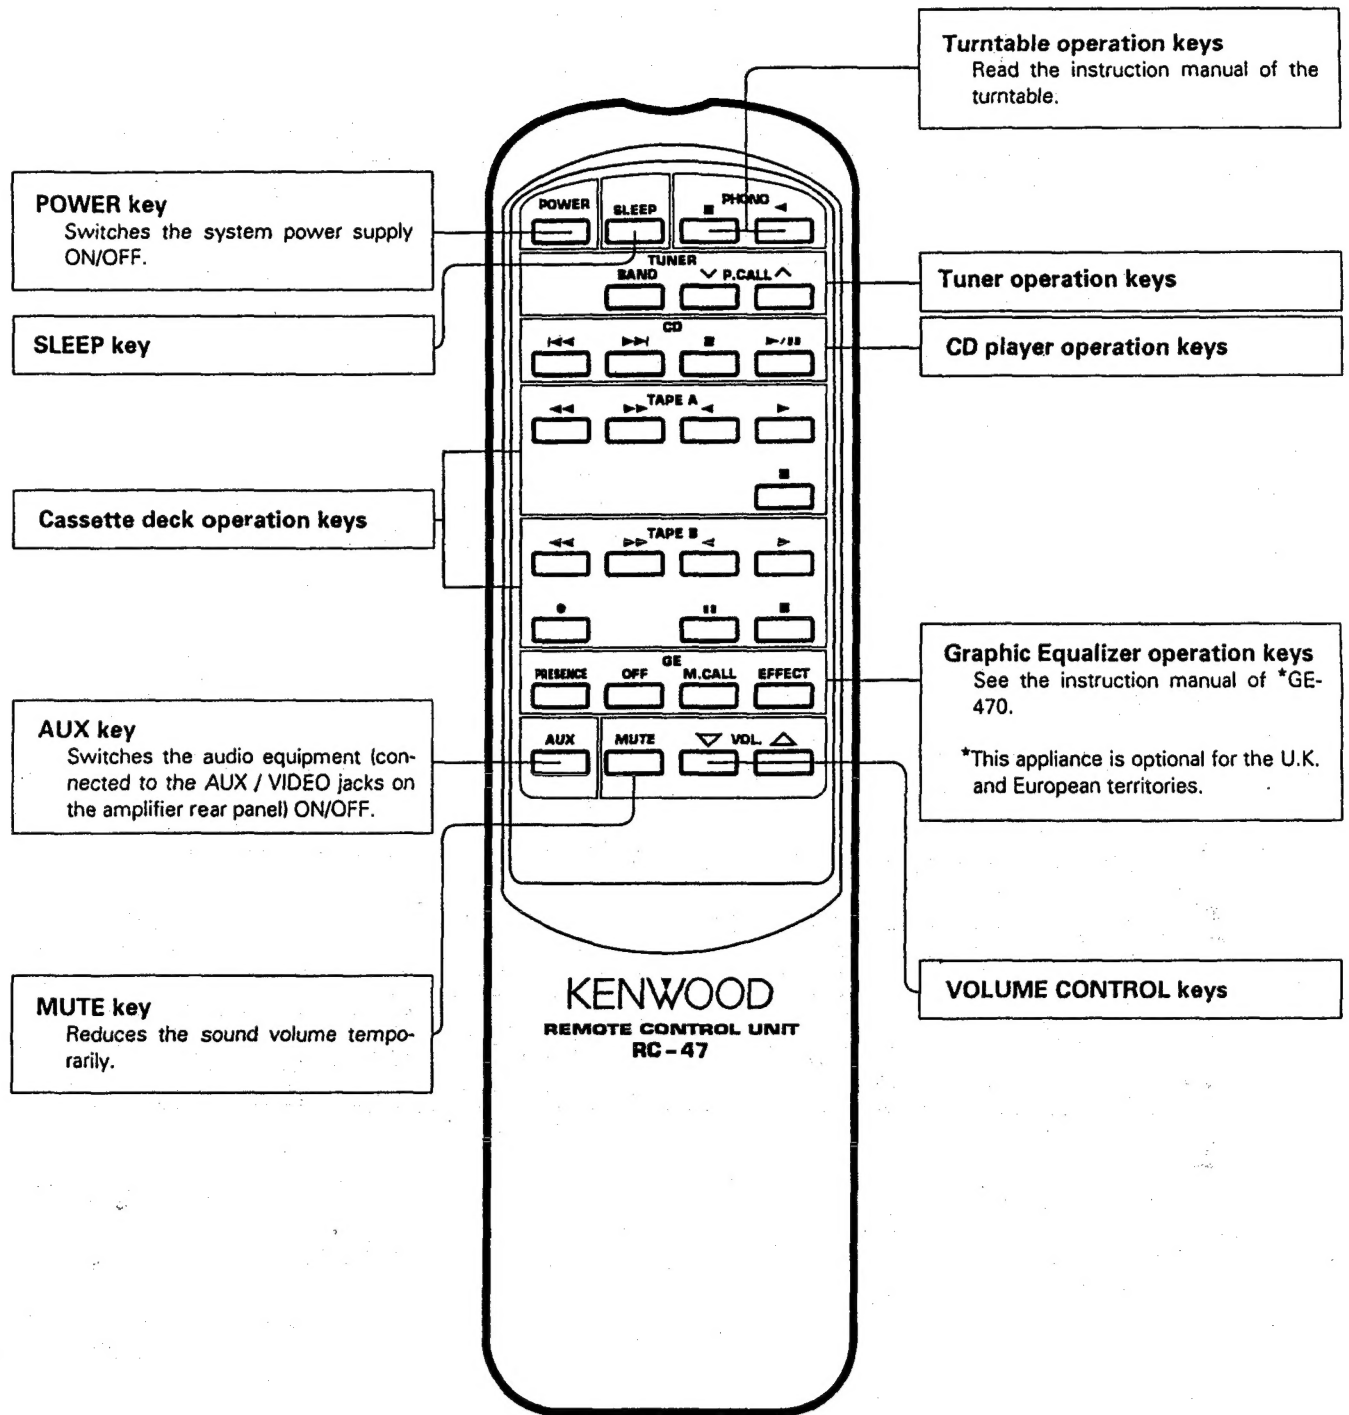 Turntable operation keys
Read the instruction manual of the
turntable.
POWER key
Switches the system power supply
ON/OFF.
SLEEP key
Cassette deck operation keys
AUX key
Switches the audio equipment (con-
nected to the AUX / VIDEO jacks on
the amplifier rear panel) ON/OFF.
MUTE key
Reduces the sound volume tempo-
rarily.
POWER SLEEP PHONO
TUNER
BAND P.CALL
CD
TAPE A
TAPE B
GE
PRESENCE OFF M.CALL EFFECT
AUX MUTE VOL.
KENWOOD
REMOTE CONTROL UNIT
RC-47
Tuner operation keys
CD player operation keys
Graphic Equalizer operation keys
See the instruction manual of *GE-
470.
*This appliance is optional for the U.K.
and European territories.
VOLUME CONTROL keys